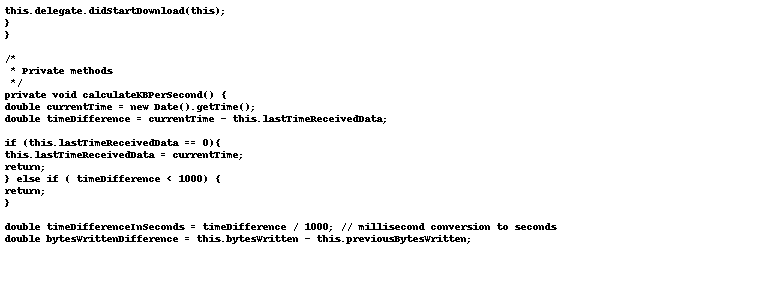 this.delegate.didStartDownload(this);
}
}

/*
 * Private methods
 */
private void calculateKBPerSecond() {
double currentTime = new Date().getTime();
double timeDifference = currentTime - this.lastTimeReceivedData;

if (this.lastTimeReceivedData == 0){
this.lastTimeReceivedData = currentTime;
return;
} else if ( timeDifference < 1000) {
return;
}

double timeDifferenceInSeconds = timeDifference / 1000; // millisecond conversion to seconds
double bytesWrittenDifference = this.bytesWritten - this.previousBytesWritten;